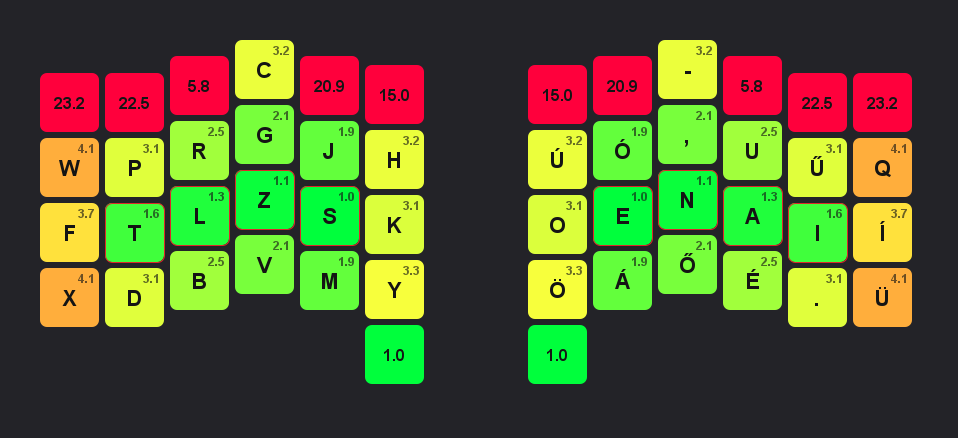 23.2 22.5 5.8 3.2 C 20.9 15.0 15.0 20.9 3.2 - 5.8 22.5 23.2
4.1 W 3.1 P 2.5 R 2.1 G 1.9 J 3.2 H 3.2 Ú 1.9 Ó 2.1 , 2.5 U 3.1 Ű 4.1 Q
3.7 F 1.6 T 1.3 L 1.1 Z 1.0 S 3.1 K 3.1 O 1.0 E 1.1 N 1.3 A 1.6 I 3.7 Í
4.1 X 3.1 D 2.5 B 2.1 V 1.9 M 3.3 Y 3.3 Ö 1.9 Á 2.1 Ő 2.5 É 3.1 . 4.1 Ü
1.0 1.0